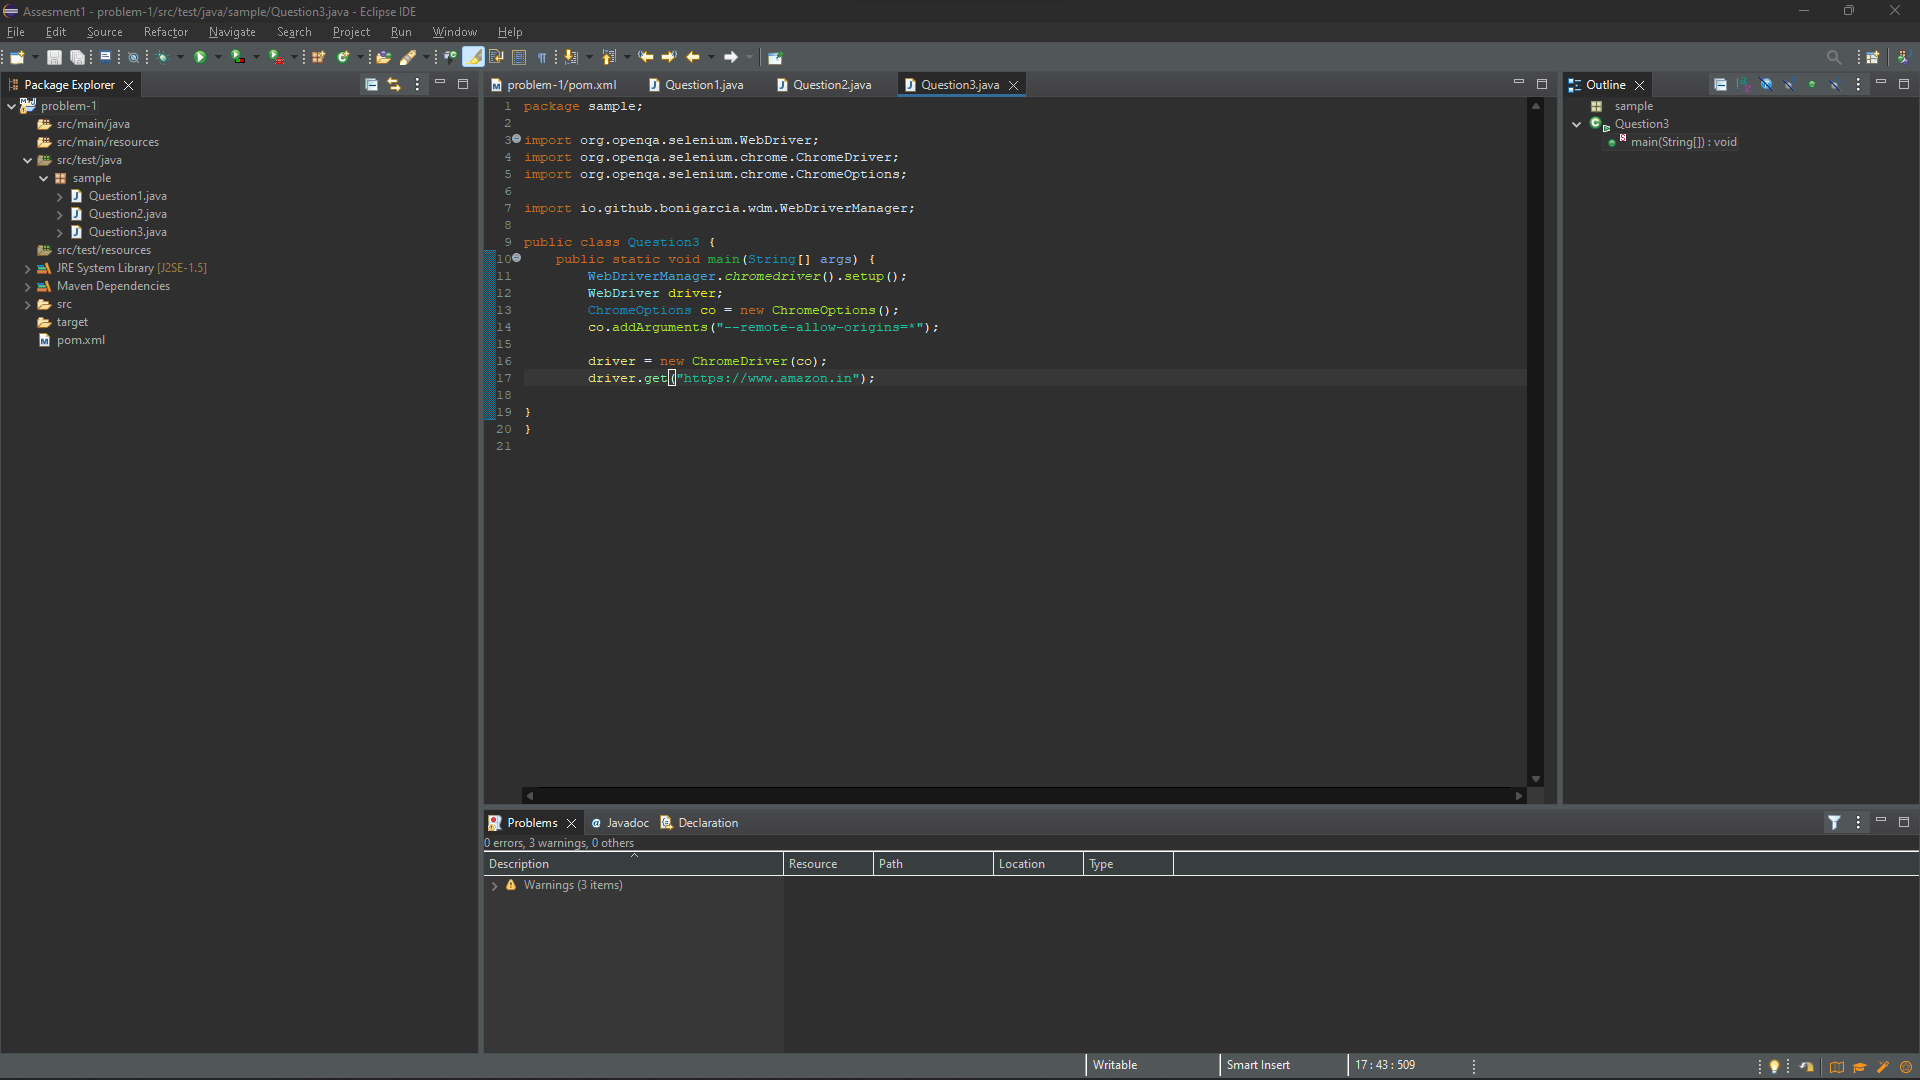 Assesment1 - problem-1/src/test/java/sample/Question3.java - Eclipse IDE
File Edit Source Refactor Navigate Search Project Run Window Help
Package Explorer
problem-1
src/main/java
src/main/resources
src/test/java
sample
Question1.java
Question2.java
Question3.java
src/test/resources
JRE System Library [J2SE-1.5]
Maven Dependencies
src
target
pom.xml
problem-1/pom.xml Question1.java Question2.java Question3.java
1 package sample;
2
3 import org.openqa.selenium.WebDriver;
4 import org.openqa.selenium.chrome.ChromeDriver;
5 import org.openqa.selenium.chrome.ChromeOptions;
6
7 import io.github.bonigarcia.wdm.WebDriverManager;
8
9 public class Question3 {
10 public static void main(String[] args) {
11 WebDriverManager.chromedriver().setup();
12 WebDriver driver;
13 ChromeOptions co = new ChromeOptions();
14 co.addArguments("--remote-allow-origins=*");
15
16 driver = new ChromeDriver(co);
17 driver.get("https://www.amazon.in");
18
19 }
20 }
21
Outline
sample
Question3
main(String[]) : void
Problems Javadoc Declaration
0 errors, 3 warnings, 0 others
Description Resource Path Location Type
Warnings (3 items)
Writable Smart Insert 17 : 43 : 509